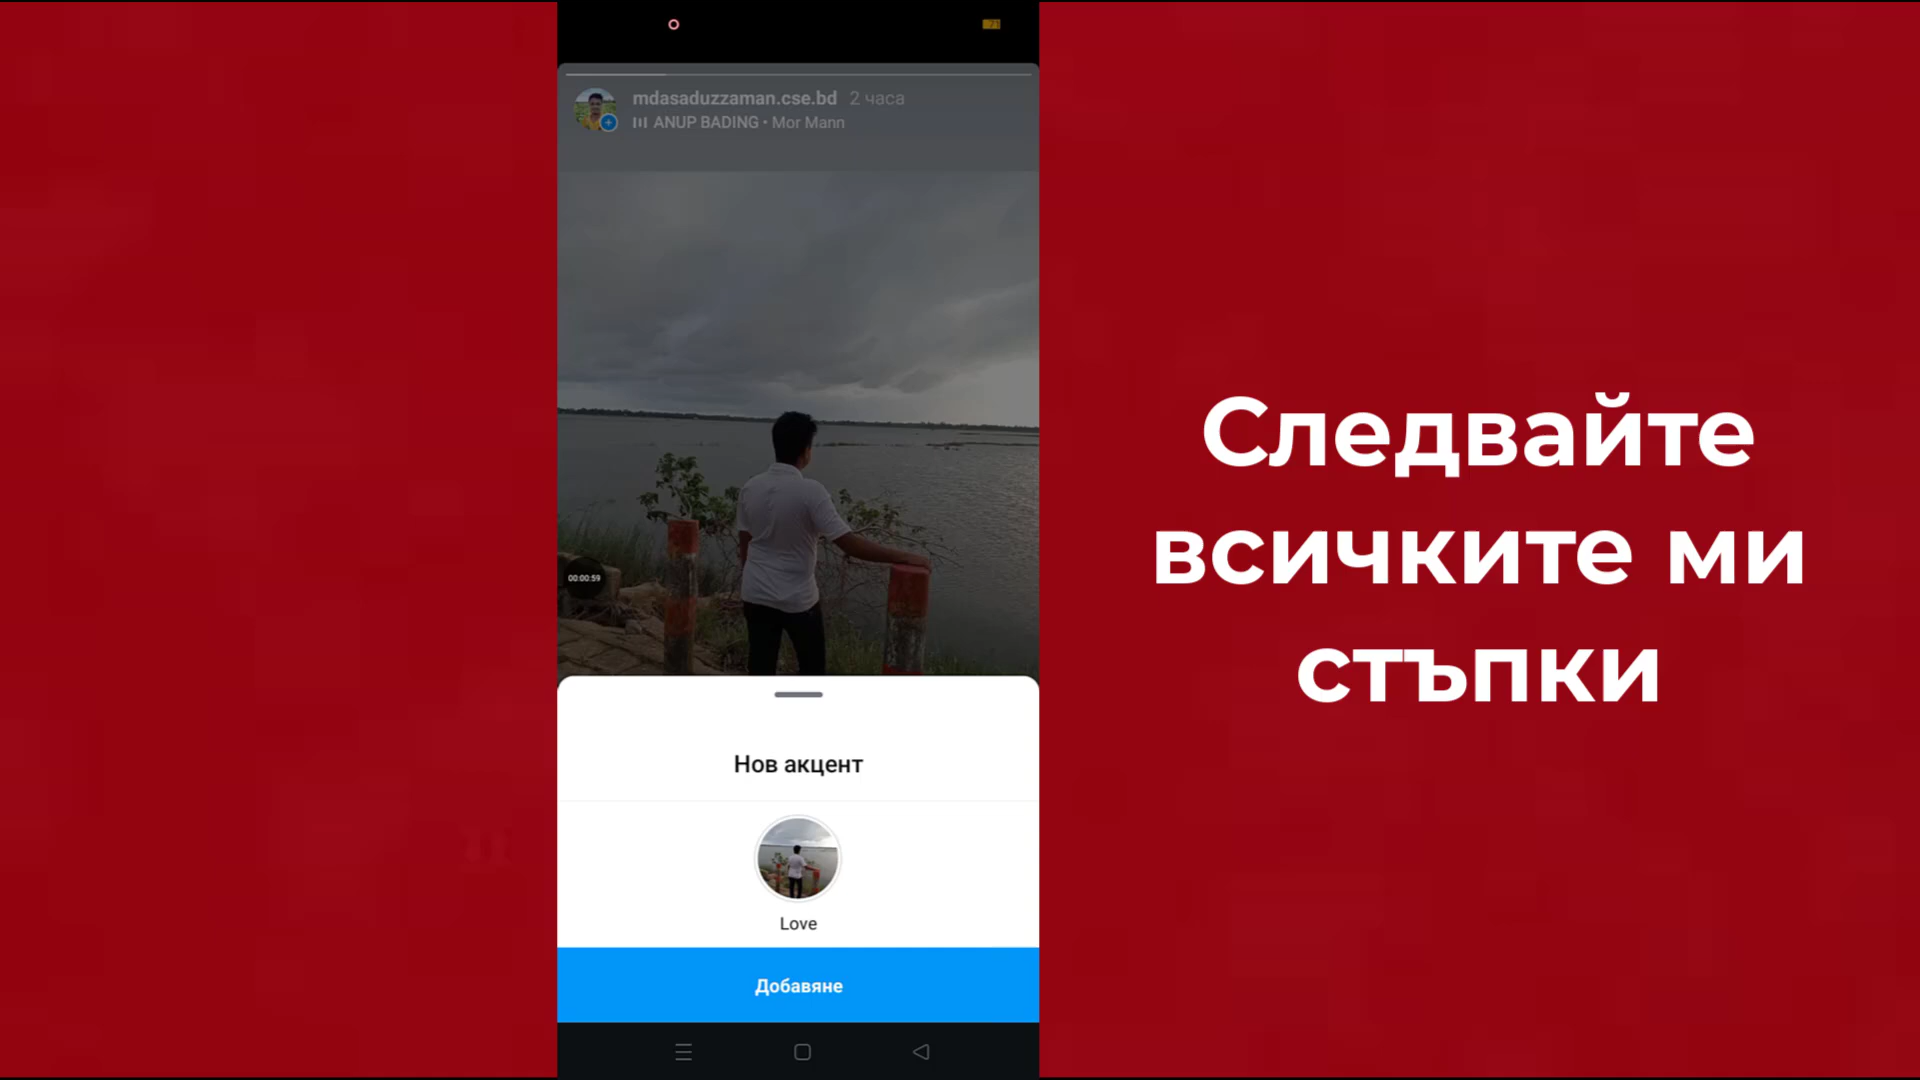 mdasaduzzaman.cse.bd 2 часа
ANUP BADING • Mor Mann
00:00:59
Нов акцент
Love
Добавяне
Следвайте
всичките ми
стъпки